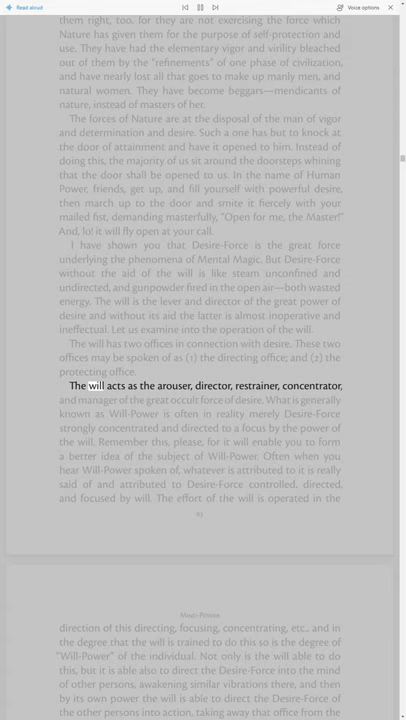 Read aloud
Voice options
them right, too. for they are not exercising the force which
Nature has given them for the purpose of self-protection and
use. They have had the elementary vigor and virility bleached
out of them by the "refinements" of one phase of civilization,
and have nearly lost all that goes to make up manly men, and
natural women. They have become beggars—mendicants of
nature, instead of masters of her.
The forces of Nature are at the disposal of the man of vigor
and determination and desire. Such a one has but to knock at
the door of attainment and have it opened to him. Instead of
doing this, the majority of us sit around the doorsteps whining
that the door shall be opened to us. In the name of Human
Power, friends, get up, and fill yourself with powerful desire,
then march up to the door and smite it fiercely with your
mailed fist, demanding masterfully, "Open for me, the Master!"
And, lo! it will fly open at your call.
I have shown you that Desire-Force is the great force
underlying the phenomena of Mental Magic. But Desire-Force
without the aid of the will is like steam unconfined and
undirected, and gunpowder fired in the open air—both wasted
energy. The will is the lever and director of the great power of
desire and without its aid the latter is almost inoperative and
ineffectual. Let us examine into the operation of the will.
The will has two offices in connection with desire. These two
offices may be spoken of as (1) the directing office; and (2) the
protecting office.
The will acts as the arouser, director, restrainer, concentrator,
and manager of the great occult force of desire. What is generally
known as Will-Power is often in reality merely Desire-Force
strongly concentrated and directed to a focus by the power of
the will. Remember this, please, for it will enable you to form
a better idea of the subject of Will-Power. Often when you
hear Will-Power spoken of, whatever is attributed to it is really
said of and attributed to Desire-Force controlled, directed,
and focused by will. The effort of the will is operated in the
93
Mind-Power
direction of this directing, focusing, concentrating, etc., and in
the degree that the will is trained to do this so is the degree of
"Will-Power" of the individual. Not only is the will able to do
this, but it is able also to direct the Desire-Force into the mind
of other persons, awakening similar vibrations there, and then
by its own power the will is able to direct the Desire-Force of
the other persons into action, taking away that office from the